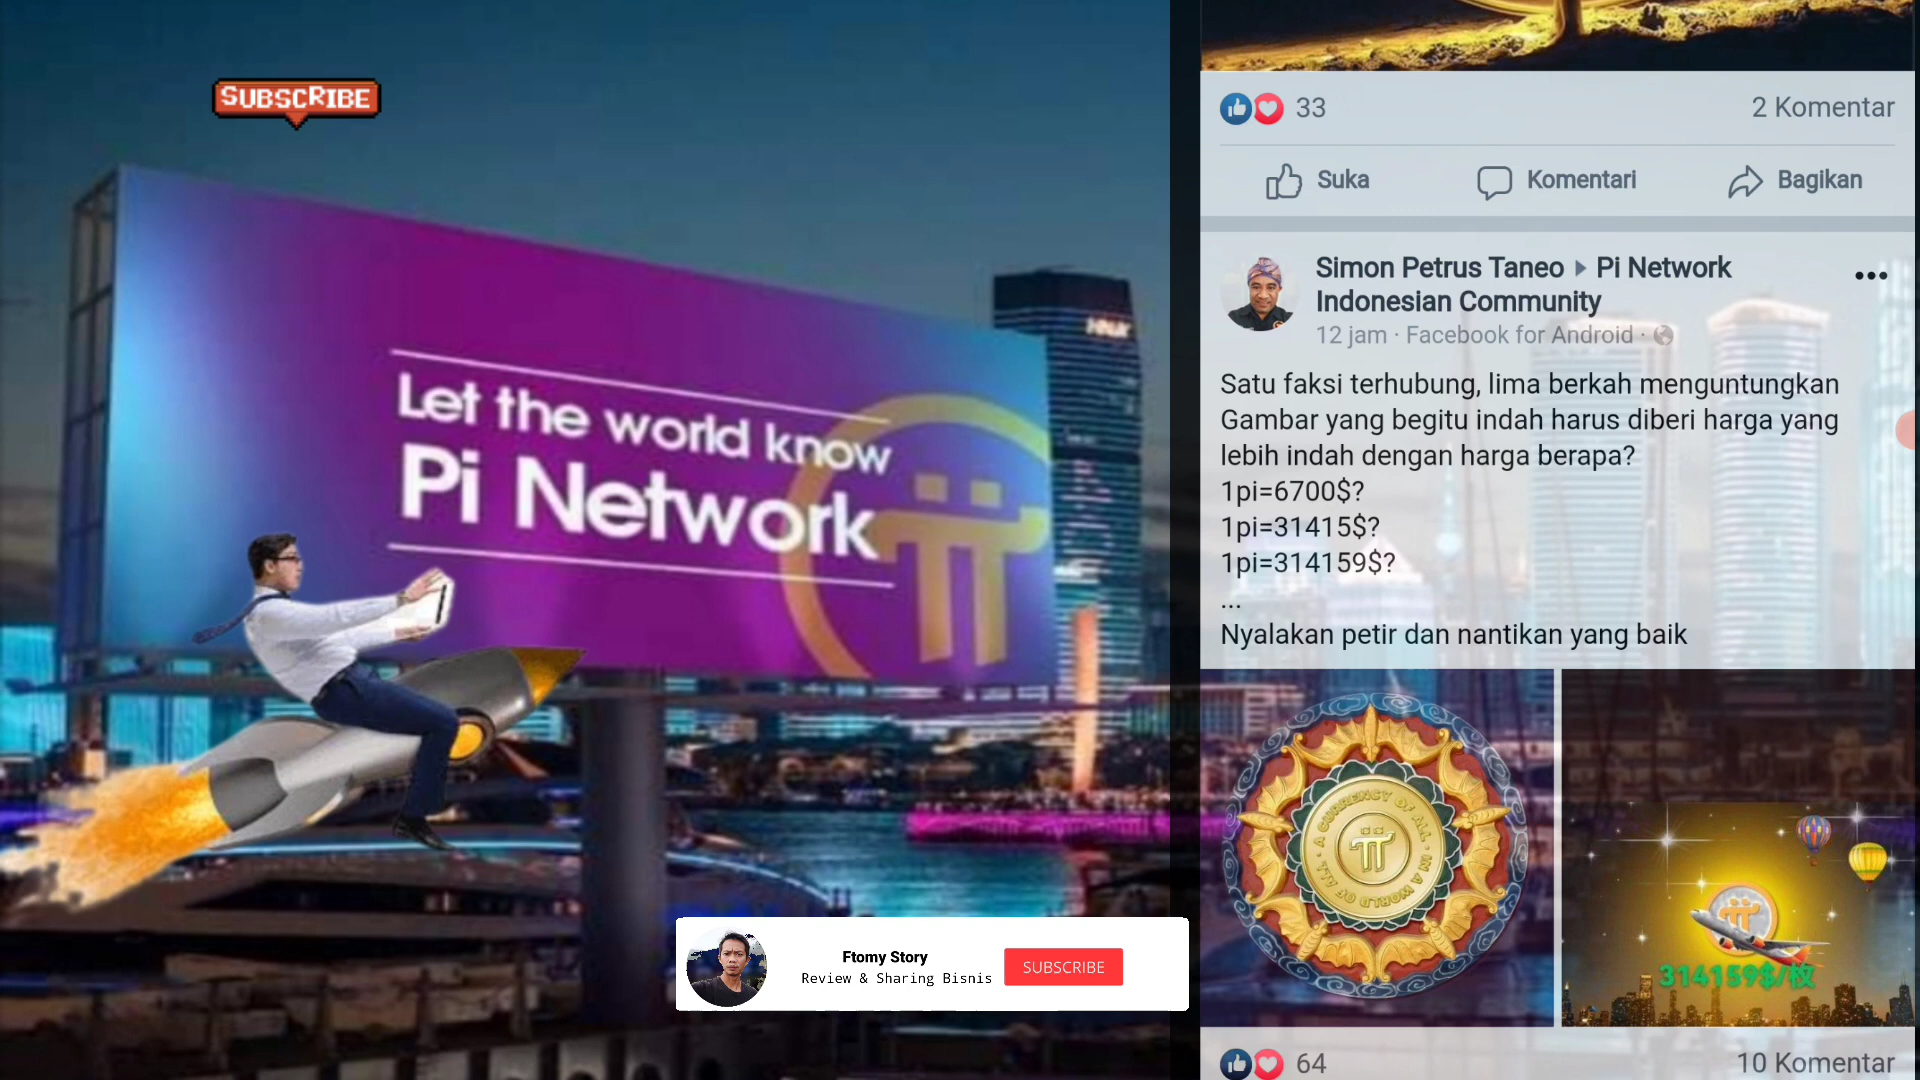 SUBSCRIBE
Let the world know
Pi Network
Ftomy Story
Review & Sharing Bisnis
SUBSCRIBE
33
2 Komentar
Suka
Komentari
Bagikan
Simon Petrus Taneo ▸ Pi Network
Indonesian Community
12 jam · Facebook for Android ·
Satu faksi terhubung, lima berkah menguntungkan
Gambar yang begitu indah harus diberi harga yang
lebih indah dengan harga berapa?
1pi=6700$?
1pi=31415$?
1pi=314159$?
...
Nyalakan petir dan nantikan yang baik
A CURRENCY OF ALL · IN A WORLD OF ALL ·
314159$/枚
64
10 Komentar